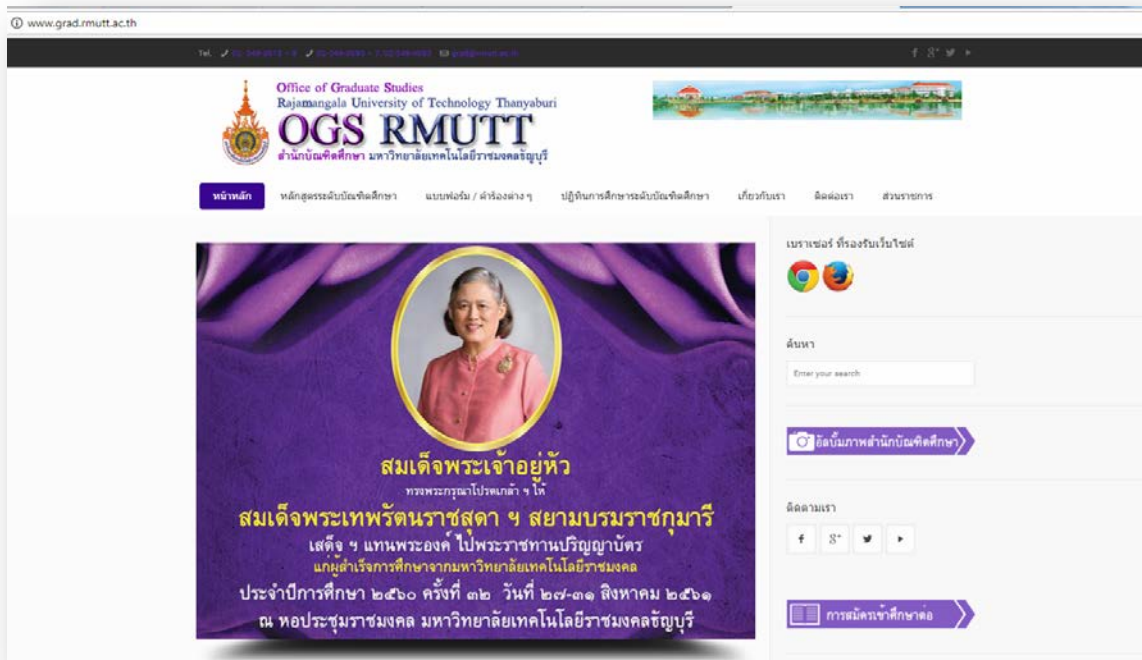 www.grad.rmutt.ac.th
Tel.
Office of Graduate Studies
Rajamangala University of Technology Thanyaburi
OGS RMUTT
สำนักบัณฑิตศึกษา มหาวิทยาลัยเทคโนโลยีราชมงคลธัญบุรี
หน้าหลัก หลักสูตรระดับบัณฑิตศึกษา แบบฟอร์ม / คำร้องต่าง ๆ ปฏิทินการศึกษาระดับบัณฑิตศึกษา เกี่ยวกับเรา ติดต่อเรา ส่วนราชการ
สมเด็จพระเจ้าอยู่หัว
ทรงพระกรุณาโปรดเกล้า ฯ ให้
สมเด็จพระเทพรัตนราชสุดา ฯ สยามบรมราชกุมารี
เสด็จ ฯ แทนพระองค์ ไปพระราชทานปริญญาบัตร
แก่ผู้สำเร็จการศึกษาจากมหาวิทยาลัยเทคโนโลยีราชมงคล
ประจำปีการศึกษา ๒๕๖๐ ครั้งที่ ๓๒ วันที่ ๒๗-๓๑ สิงหาคม ๒๕๖๑
ณ หอประชุมราชมงคล มหาวิทยาลัยเทคโนโลยีราชมงคลธัญบุรี
เบราเซอร์ ที่รองรับเว็บไซต์
ค้นหา
Enter your search
อัลบั้มภาพสำนักบัณฑิตศึกษา
ติดตามเรา
การสมัครเข้าศึกษาต่อ